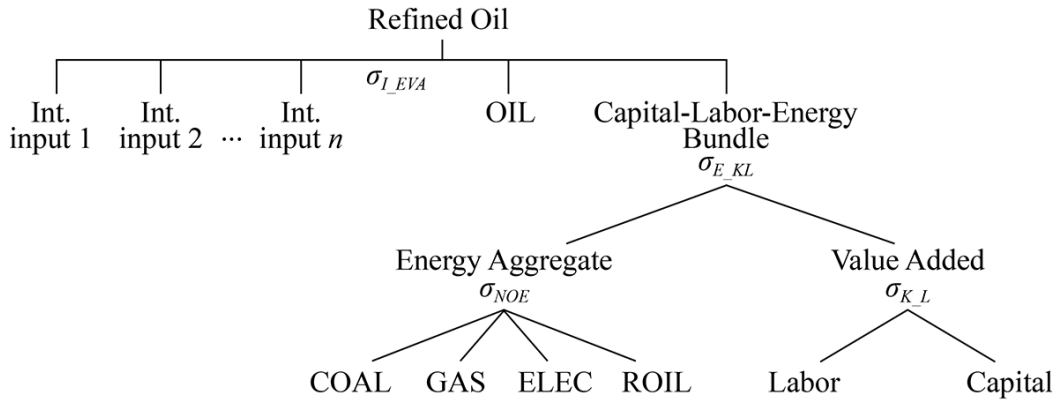 Refined Oil
σI_EVA
Int. input 1
Int. input 2
...
Int. input n
OIL
Capital-Labor-Energy
Bundle
σE_KL
Energy Aggregate
σNOE
Value Added
σK_L
COAL
GAS
ELEC
ROIL
Labor
Capital